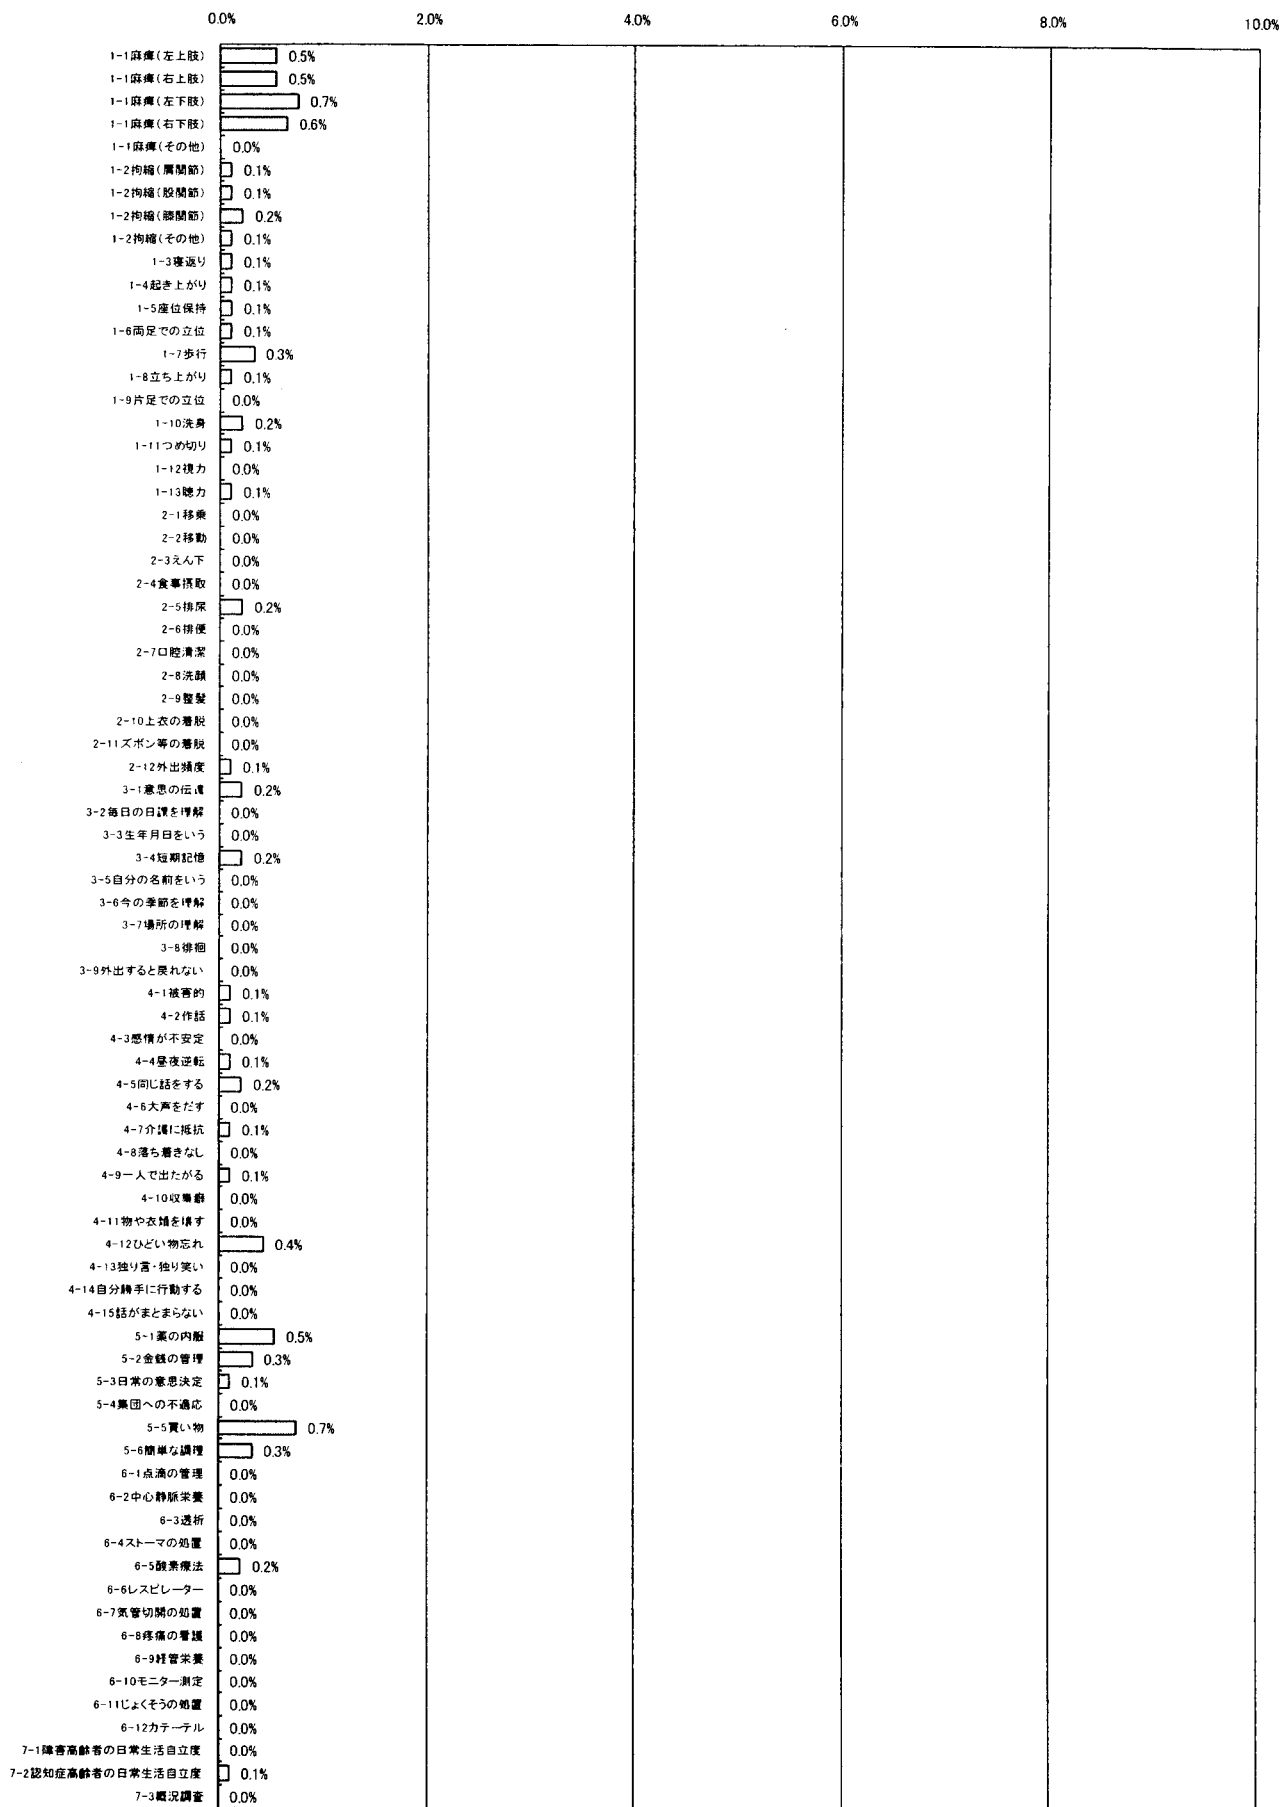 0.0% 2.0% 4.0% 6.0% 8.0% 10.0%
1-1麻痺(左上肢) 0.5%
1-1麻痺(右上肢) 0.5%
1-1麻痺(左下肢) 0.7%
1-1麻痺(右下肢) 0.6%
1-1麻痺(その他) 0.0%
1-2拘縮(肩関節) 0.1%
1-2拘縮(股関節) 0.1%
1-2拘縮(膝関節) 0.2%
1-2拘縮(その他) 0.1%
1-3寝返り 0.1%
1-4起き上がり 0.1%
1-5座位保持 0.1%
1-6両足での立位 0.1%
1-7歩行 0.3%
1-8立ち上がり 0.1%
1-9片足での立位 0.0%
1-10洗身 0.2%
1-11つめ切り 0.1%
1-12視力 0.0%
1-13聴力 0.1%
2-1移乗 0.0%
2-2移動 0.0%
2-3えん下 0.0%
2-4食事摂取 0.0%
2-5排尿 0.2%
2-6排便 0.0%
2-7口腔清潔 0.0%
2-8洗顔 0.0%
2-9整髪 0.0%
2-10上衣の着脱 0.0%
2-11ズボン等の着脱 0.0%
2-12外出頻度 0.1%
3-1意思の伝達 0.2%
3-2毎日の日課を理解 0.0%
3-3生年月日をいう 0.0%
3-4短期記憶 0.2%
3-5自分の名前をいう 0.0%
3-6今の季節を理解 0.0%
3-7場所の理解 0.0%
3-8徘徊 0.0%
3-9外出すると戻れない 0.0%
4-1被害的 0.1%
4-2作話 0.1%
4-3感情が不安定 0.0%
4-4昼夜逆転 0.1%
4-5同じ話をする 0.2%
4-6大声をだす 0.0%
4-7介護に抵抗 0.1%
4-8落ち着きなし 0.0%
4-9一人で出たがる 0.1%
4-10収集癖 0.0%
4-11物や衣類を壊す 0.0%
4-12ひどい物忘れ 0.4%
4-13独り言・独り笑い 0.0%
4-14自分勝手に行動する 0.0%
4-15話がまとまらない 0.0%
5-1薬の内服 0.5%
5-2金銭の管理 0.3%
5-3日常の意思決定 0.1%
5-4集団への不適応 0.0%
5-5買い物 0.7%
5-6簡単な調理 0.3%
6-1点滴の管理 0.0%
6-2中心静脈栄養 0.0%
6-3透析 0.0%
6-4ストーマの処置 0.0%
6-5酸素療法 0.2%
6-6レスピレーター 0.0%
6-7気管切開の処置 0.0%
6-8疼痛の看護 0.0%
6-9経管栄養 0.0%
6-10モニター測定 0.0%
6-11じょくそうの処置 0.0%
6-12カテーテル 0.0%
7-1障害高齢者の日常生活自立度 0.0%
7-2認知症高齢者の日常生活自立度 0.1%
7-3概況調査 0.0%